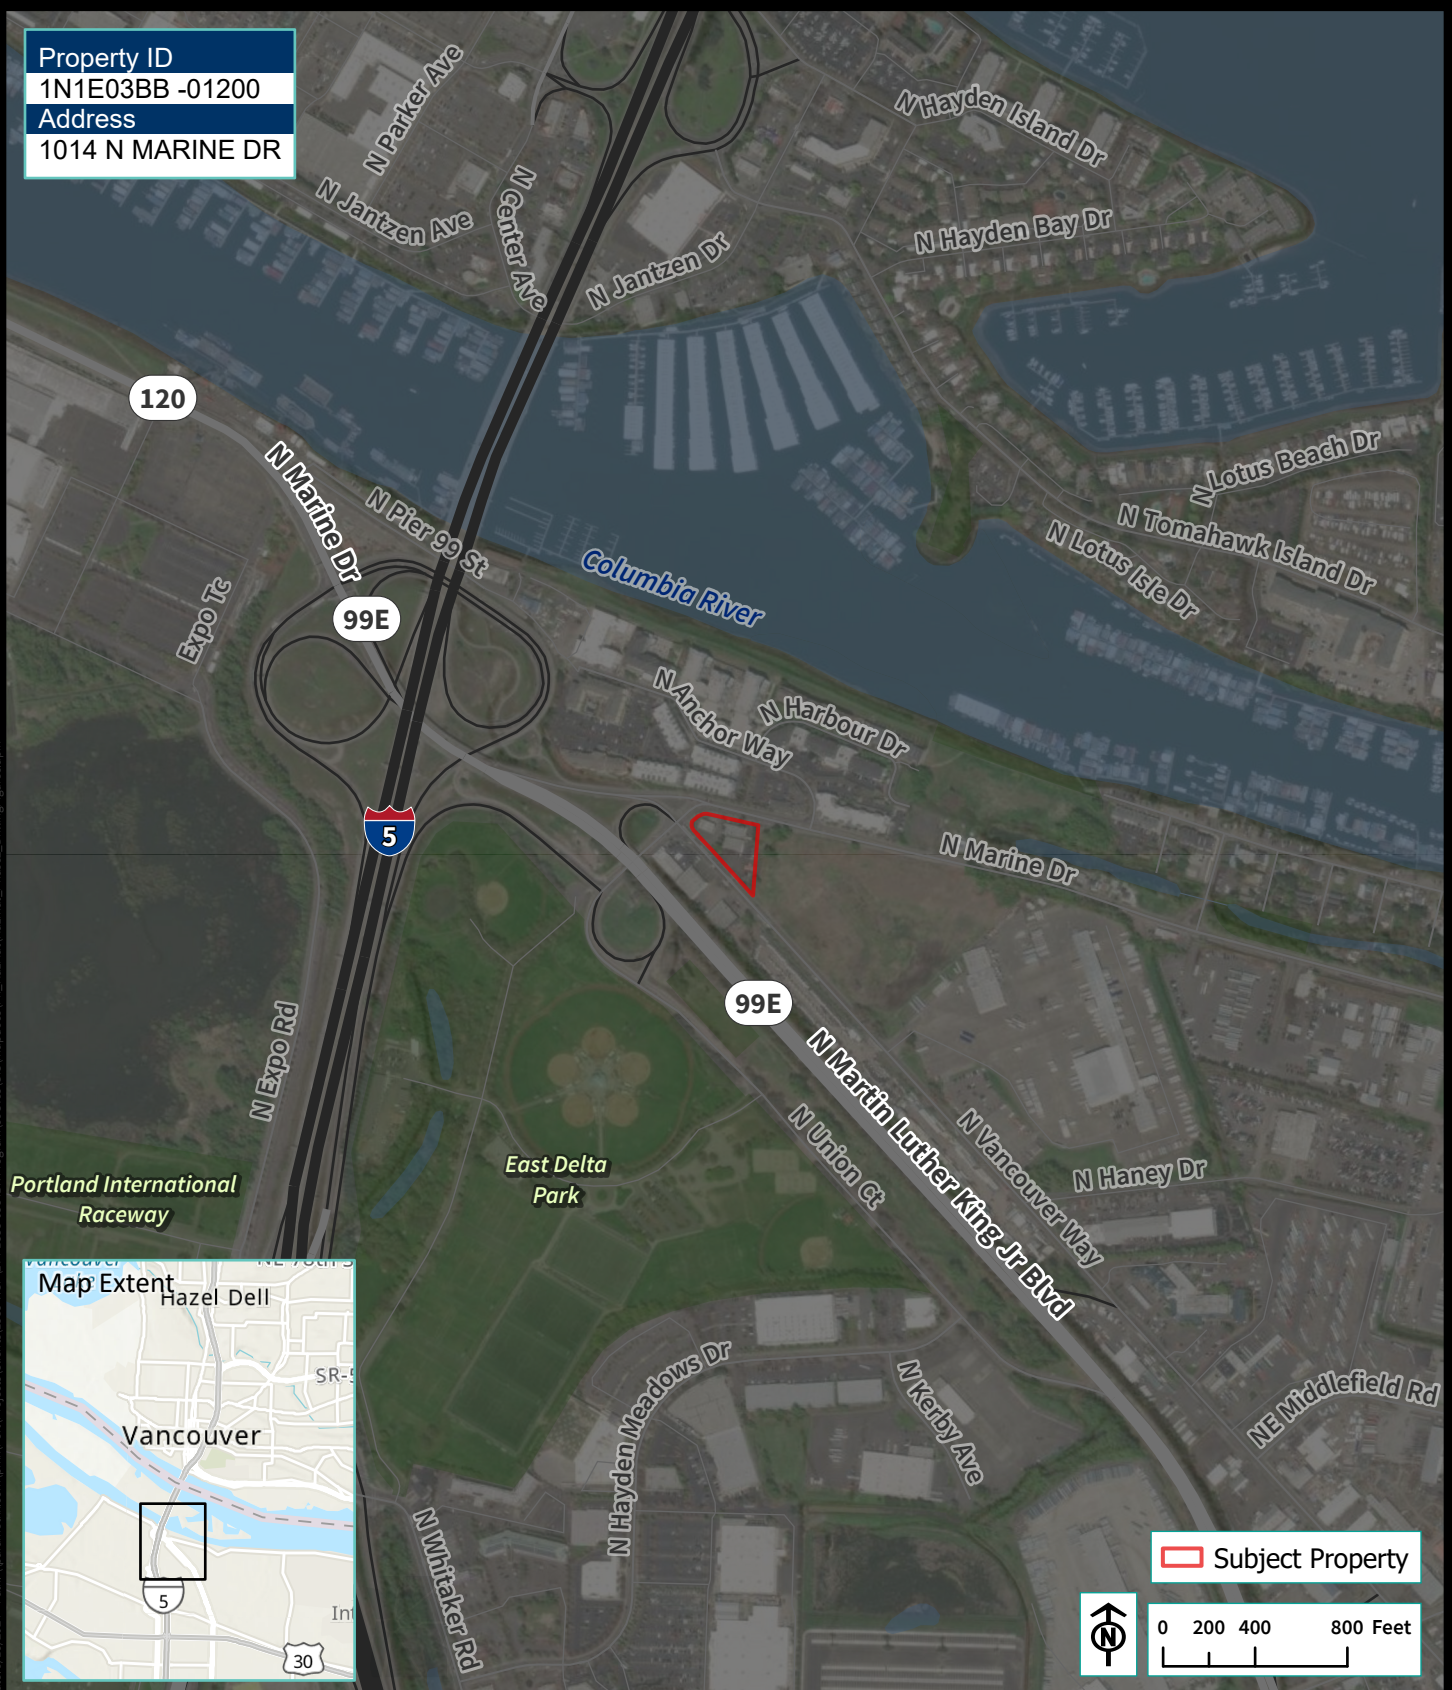 Property ID
1N1E03BB -01200
Address
1014 N MARINE DR
N Parker Ave
N Jantzen Ave
N Center Ave
N Jantzen Dr
N Hayden Island Dr
N Hayden Bay Dr
120
N Marine Dr
N Pier 99 St
99E
Expo Tc
Columbia River
N Lotus Beach Dr
N Tomahawk Island Dr
N Lotus Isle Dr
N Anchor Way
N Harbour Dr
5
N Marine Dr
N Expo Rd
99E
N Martin Luther King Jr Blvd
N Union Ct
N Vancouver Way
N Haney Dr
East Delta
Park
Portland International
Raceway
N Hayden Meadows Dr
N Kerby Ave
NE Middlefield Rd
N Whitaker Rd
Map Extent
Hazel Dell
Vancouver
5
30
Subject Property
N
0 200 400 800 Feet